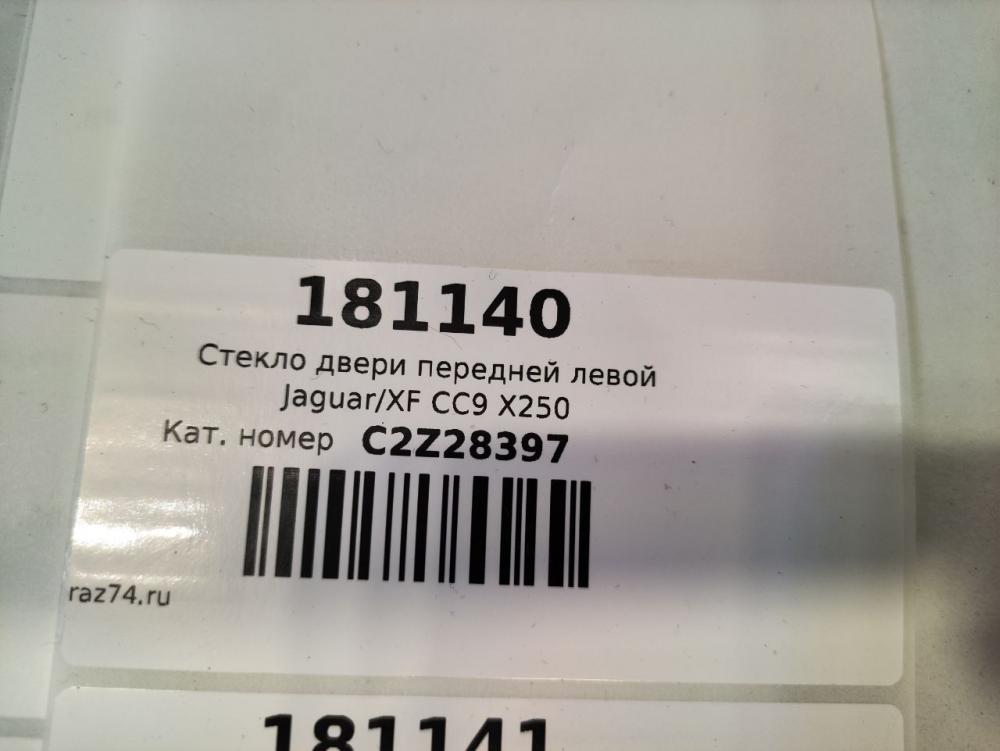 181140
Стекло двери передней левой
Jaguar/XF CC9 X250
Кат. номер C2Z28397
raz74.ru
181141